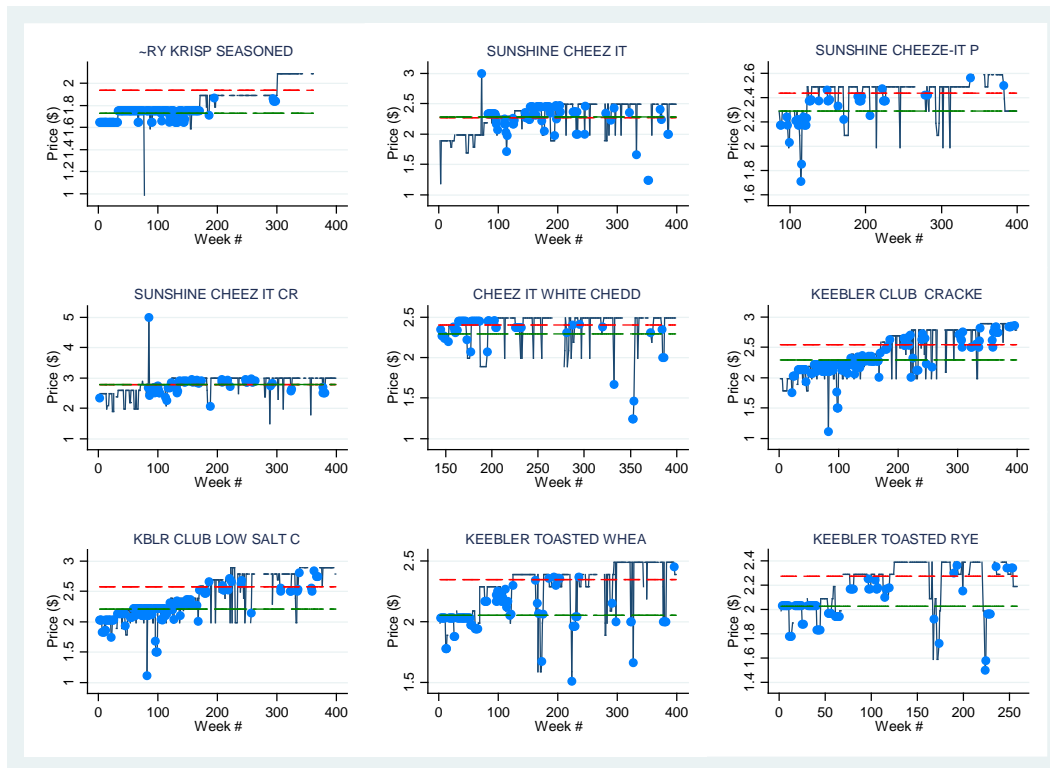 ~RY KRISP SEASONED
Price ($)
1 1.2 1.4 1.6 1.8 2
0 100 200 300 400
Week #
SUNSHINE CHEEZ IT
Price ($)
1 1.5 2 2.5 3
0 100 200 300 400
Week #
SUNSHINE CHEEZE-IT P
Price ($)
1.6 1.8 2 2.2 2.4 2.6
100 200 300 400
Week #
SUNSHINE CHEEZ IT CR
Price ($)
1 2 3 4 5
0 100 200 300 400
Week #
CHEEZ IT WHITE CHEDD
Price ($)
1 1.5 2 2.5
150 200 250 300 350 400
Week #
KEEBLER CLUB  CRACKE
Price ($)
1 1.5 2 2.5 3
0 100 200 300 400
Week #
KBLR CLUB LOW SALT C
Price ($)
1 1.5 2 2.5 3
0 100 200 300 400
Week #
KEEBLER TOASTED WHEA
Price ($)
1.5 2 2.5
0 100 200 300 400
Week #
KEEBLER TOASTED RYE
Price ($)
1.4 1.6 1.8 2 2.2 2.4
0 50 100 150 200 250
Week #